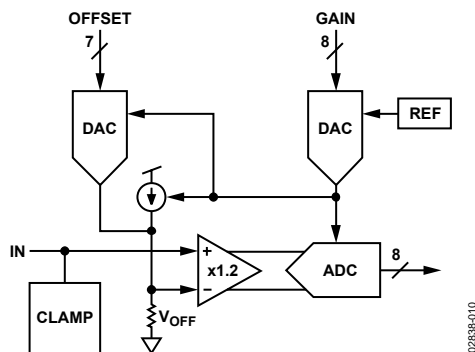 OFFSET
GAIN
7
8
DAC
DAC
REF
IN
+
x1.2
−
ADC
8
CLAMP
VOFF
02838-010